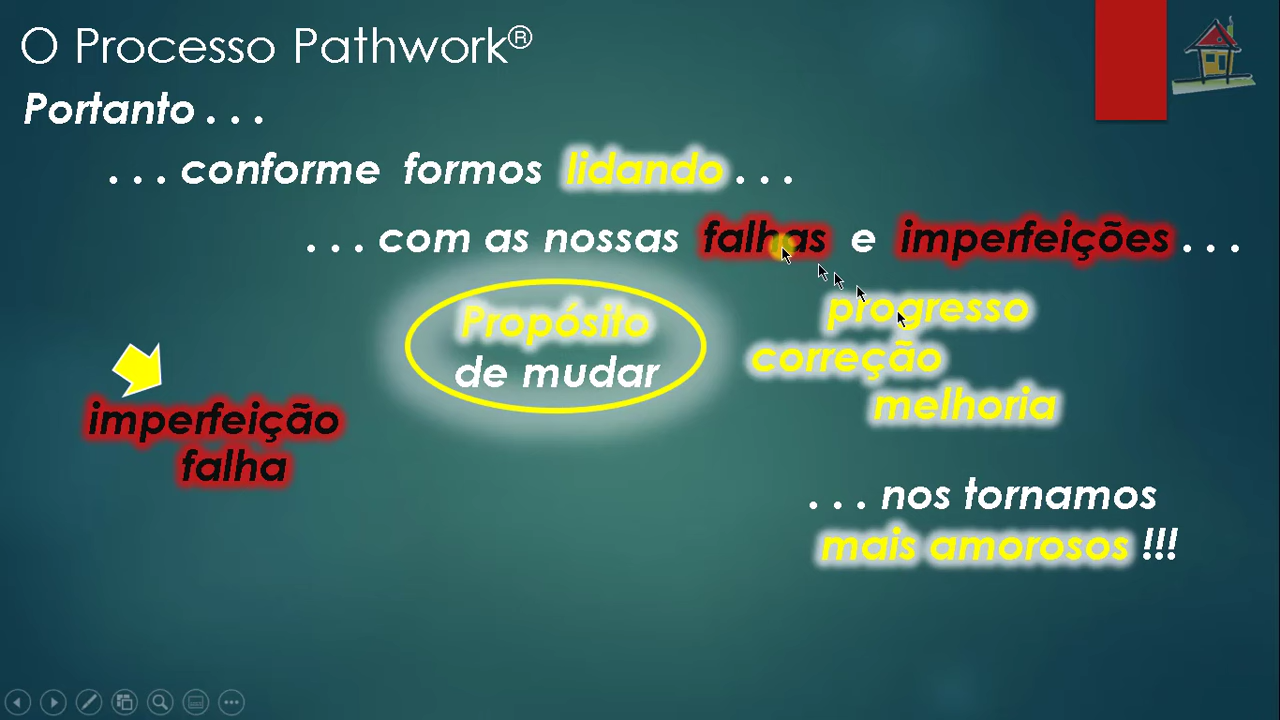 O Processo Pathwork®
Portanto . . .
. . . conforme formos lidando . . .
. . . com as nossas falhas e imperfeições . . .
Propósito
de mudar
progresso
correção
melhoria
imperfeição
falha
. . . nos tornamos
mais amorosos !!!